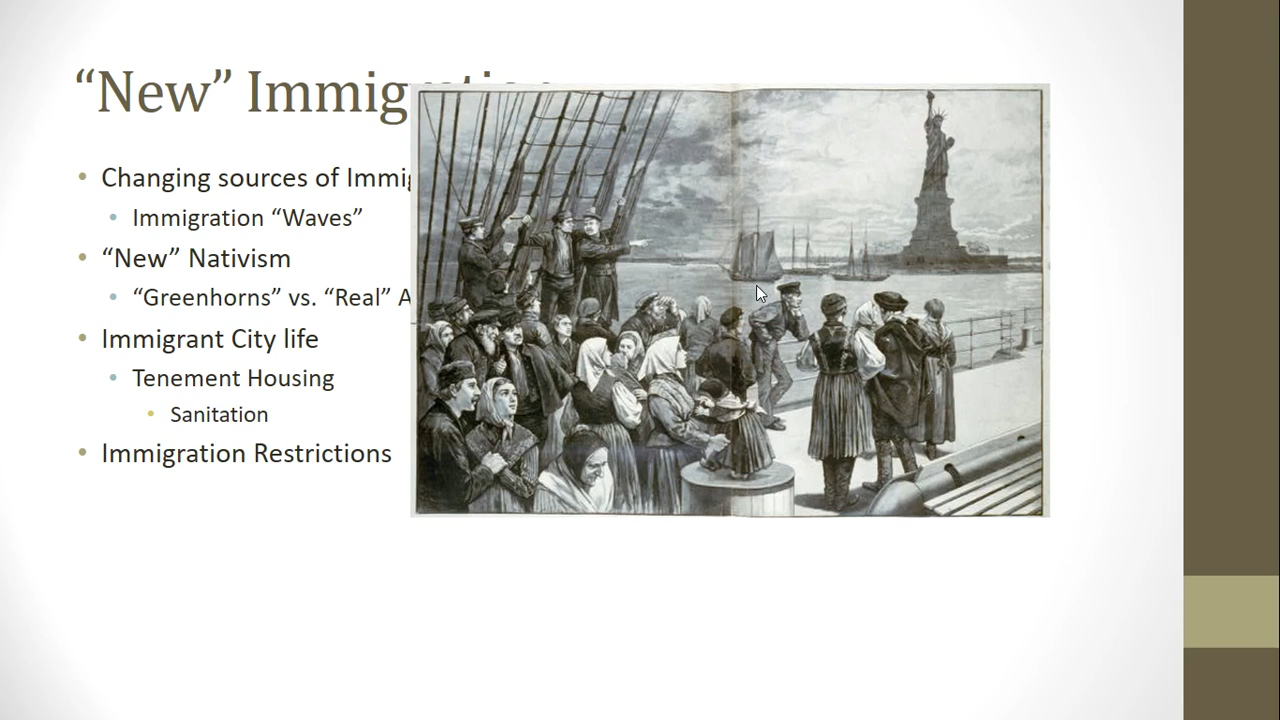 “New” Immig
Changing sources of Immig
Immigration “Waves”
“New” Nativism
“Greenhorns” vs. “Real” A
Immigrant City life
Tenement Housing
Sanitation
Immigration Restrictions